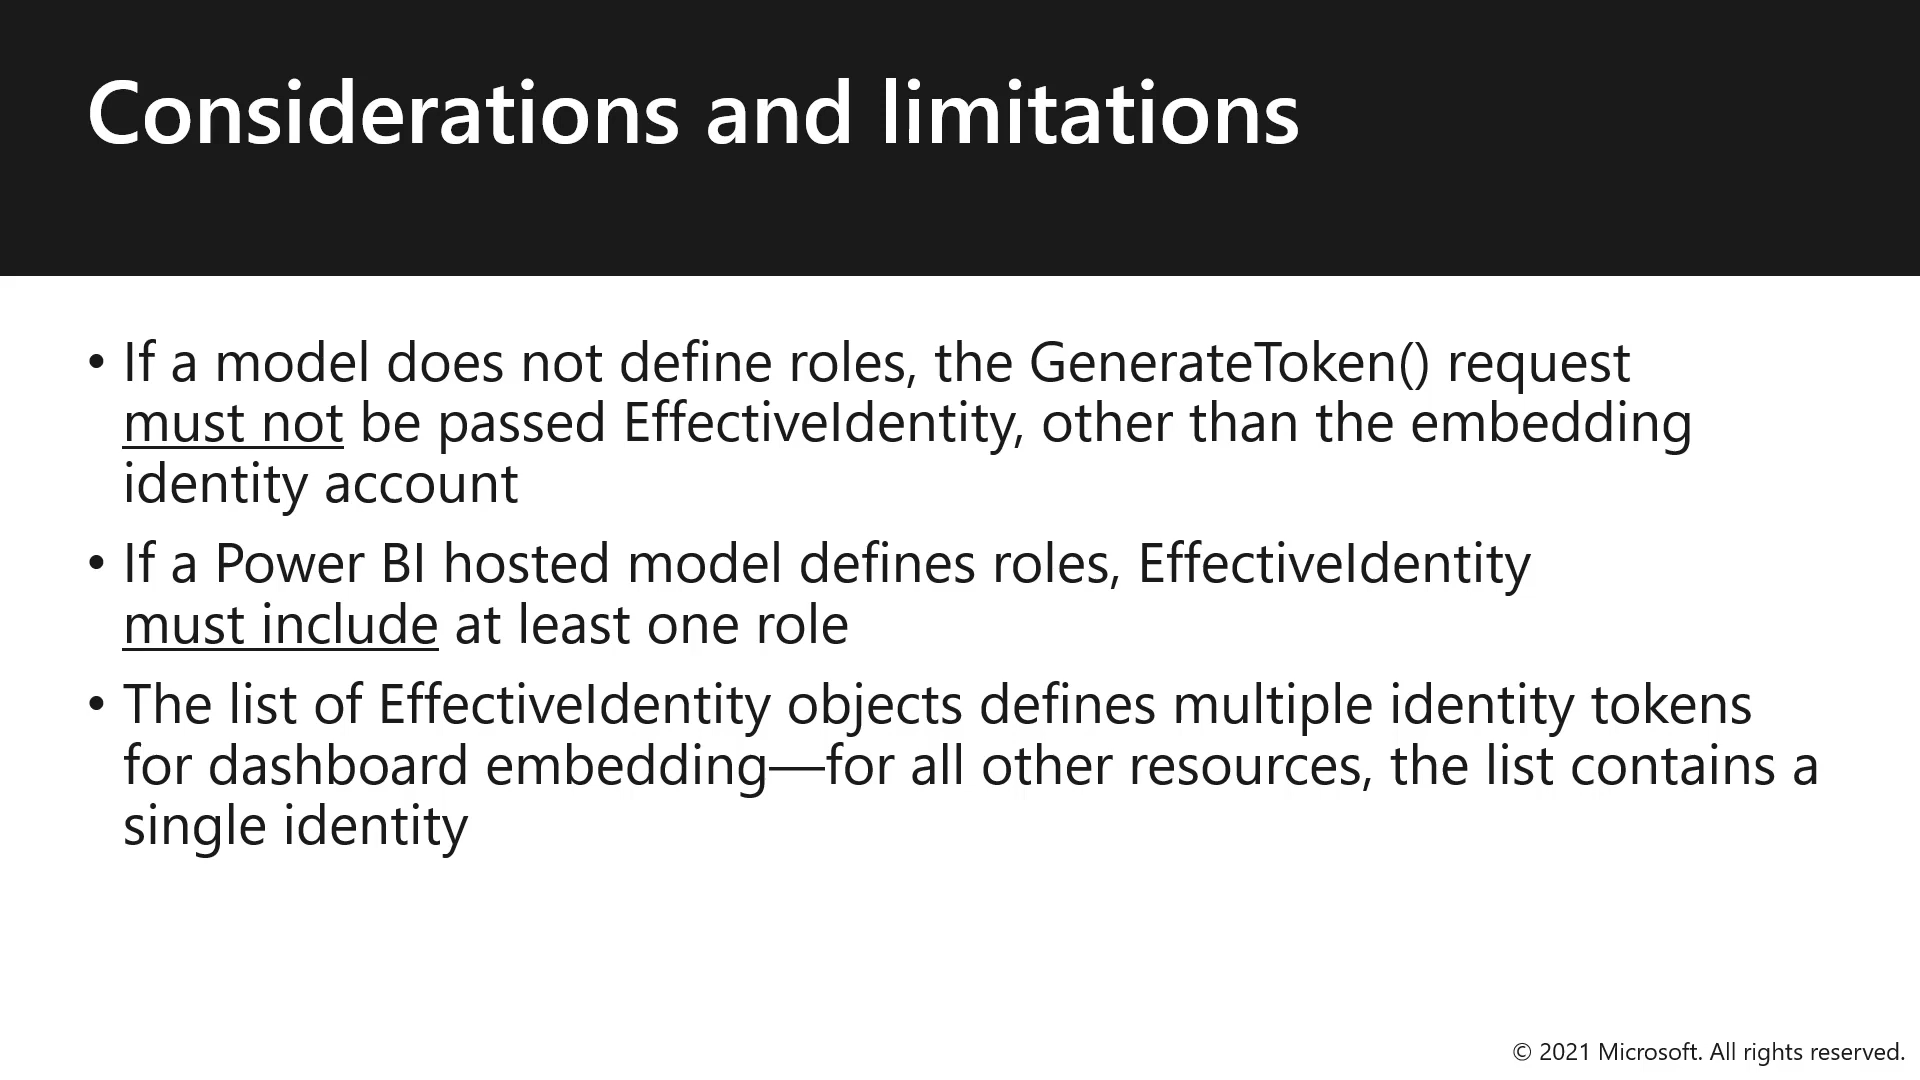 Considerations and limitations
• If a model does not define roles, the GenerateToken() request
must not be passed EffectiveIdentity, other than the embedding
identity account
• If a Power BI hosted model defines roles, EffectiveIdentity
must include at least one role
• The list of EffectiveIdentity objects defines multiple identity tokens
for dashboard embedding—for all other resources, the list contains a
single identity
© 2021 Microsoft. All rights reserved.